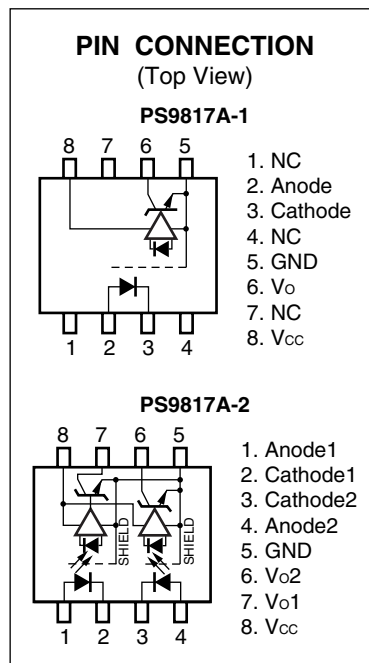 PIN CONNECTION
(Top View)
PS9817A-1
8 7 6 5
1. NC
2. Anode
3. Cathode
4. NC
5. GND
6. VO
7. NC
8. VCC
1 2 3 4
PS9817A-2
8 7 6 5
SHIELD
SHIELD
1. Anode1
2. Cathode1
3. Cathode2
4. Anode2
5. GND
6. VO2
7. VO1
8. VCC
1 2 3 4